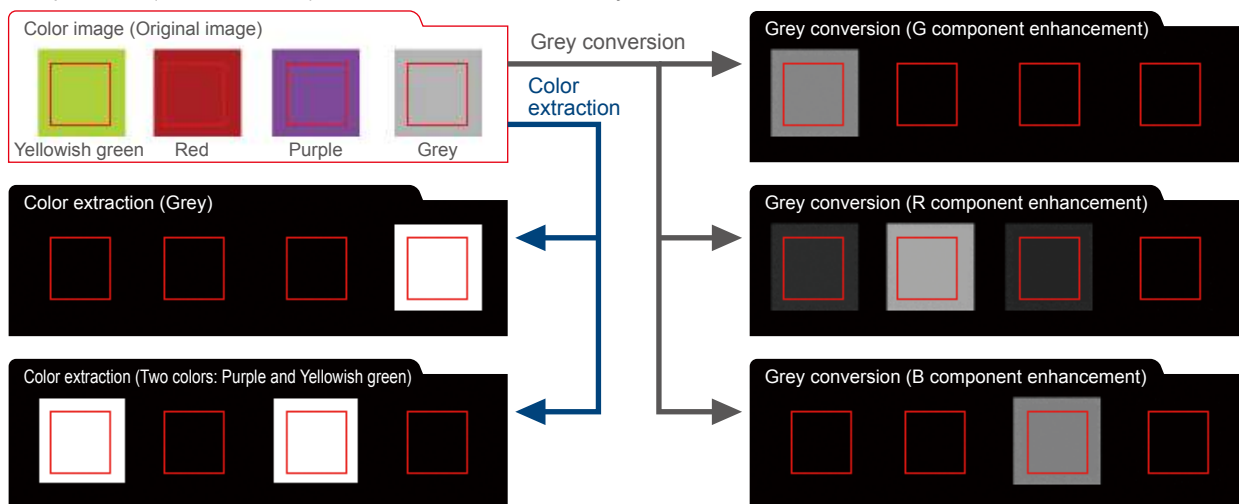 Color image (Original image)
Yellowish green
Red
Purple
Grey
Grey conversion
Color
extraction
Grey conversion (G component enhancement)
Color extraction (Grey)
Grey conversion (R component enhancement)
Color extraction (Two colors: Purple and Yellowish green)
Grey conversion (B component enhancement)